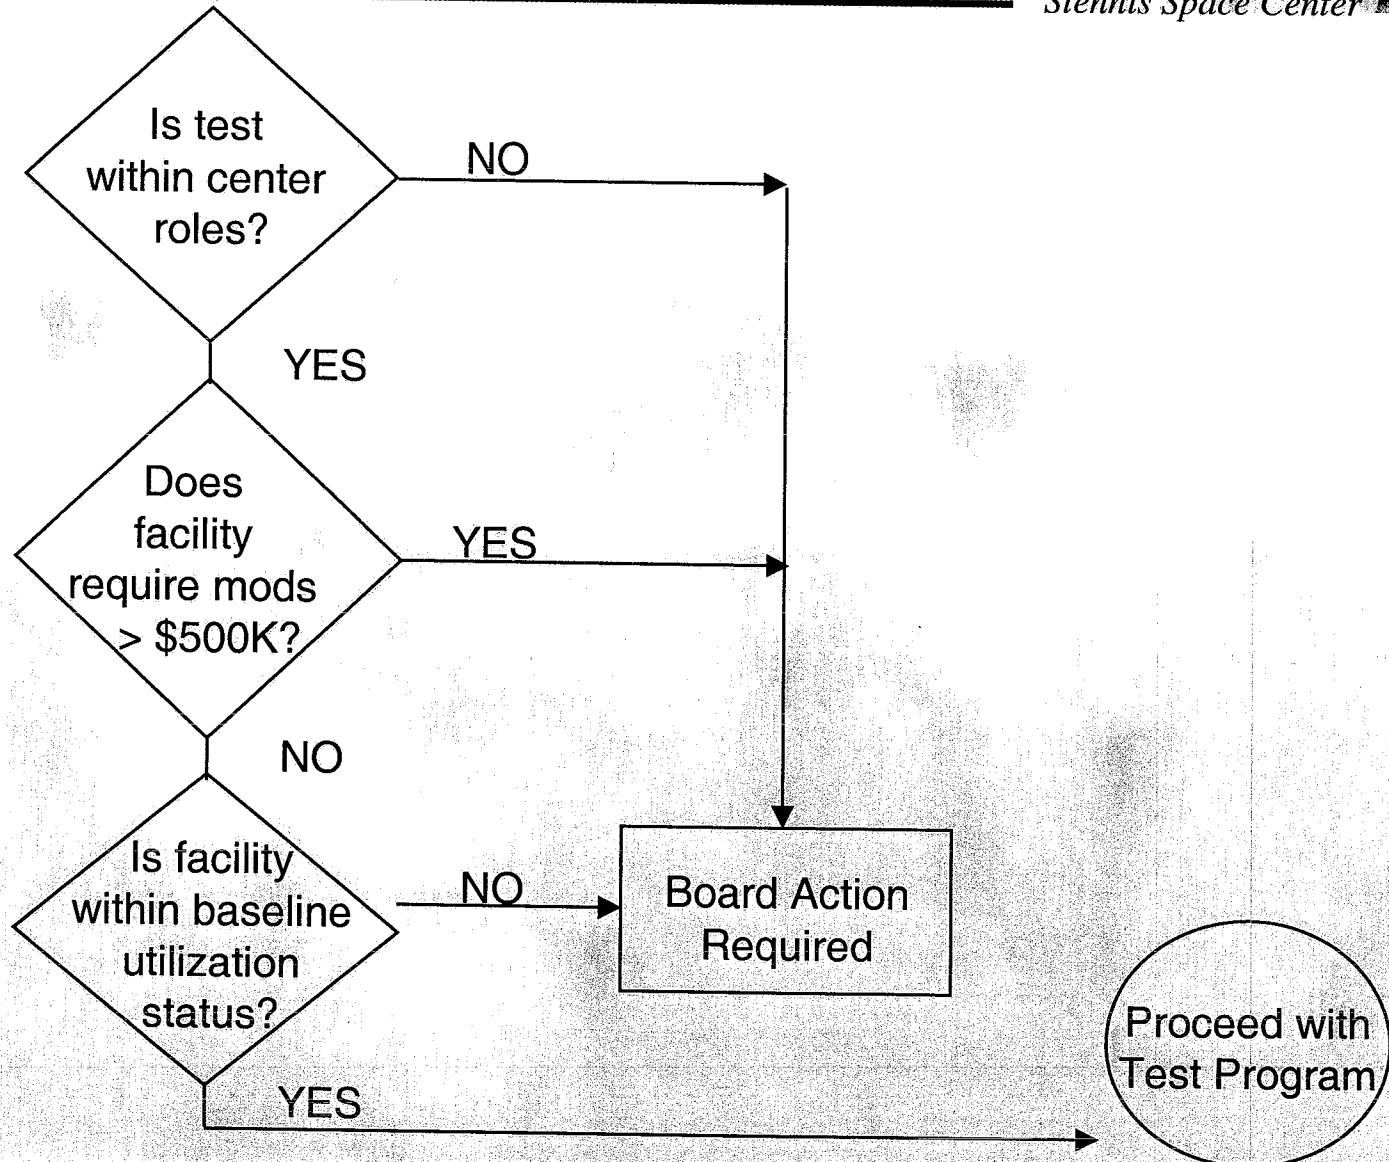 Stennis Space Center
Is test
within center
roles?
NO
YES
Does
facility
require mods
> $500K?
YES
NO
Is facility
within baseline
utilization
status?
NO
Board Action
Required
YES
Proceed with
Test Program